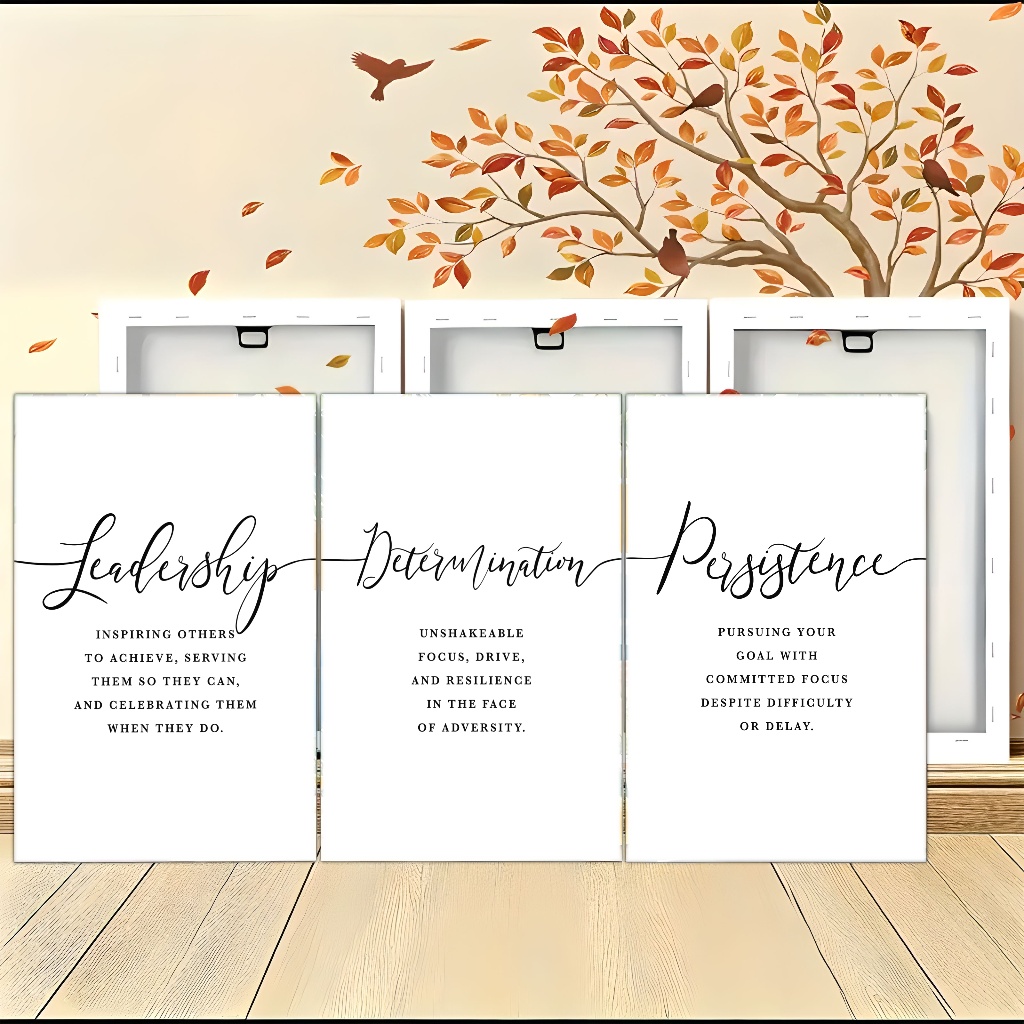 Leadership
INSPIRING OTHERS
TO ACHIEVE, SERVING
THEM SO THEY CAN,
AND CELEBRATING THEM
WHEN THEY DO.
Determination
UNSHAKEABLE
FOCUS, DRIVE,
AND RESILIENCE
IN THE FACE
OF ADVERSITY.
Persistence
PURSUING YOUR
GOAL WITH
COMMITTED FOCUS
DESPITE DIFFICULTY
OR DELAY.